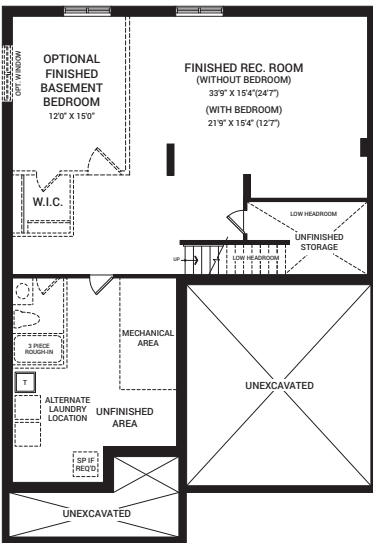 OPT. WINDOW
OPTIONAL
FINISHED
BASEMENT
BEDROOM
12'0" X 15'0"
FINISHED REC. ROOM
(WITHOUT BEDROOM)
33'9" X 15'4"(24'7")
(WITH BEDROOM)
21'9" X 15'4" (12'7")
W.I.C.
LOW HEADROOM
UNFINISHED
STORAGE
UP
LOW HEADROOM
MECHANICAL
AREA
3 PIECE
ROUGH-IN
T
ALTERNATE
LAUNDRY
LOCATION
UNFINISHED
AREA
UNEXCAVATED
SP IF
REQ'D
UNEXCAVATED